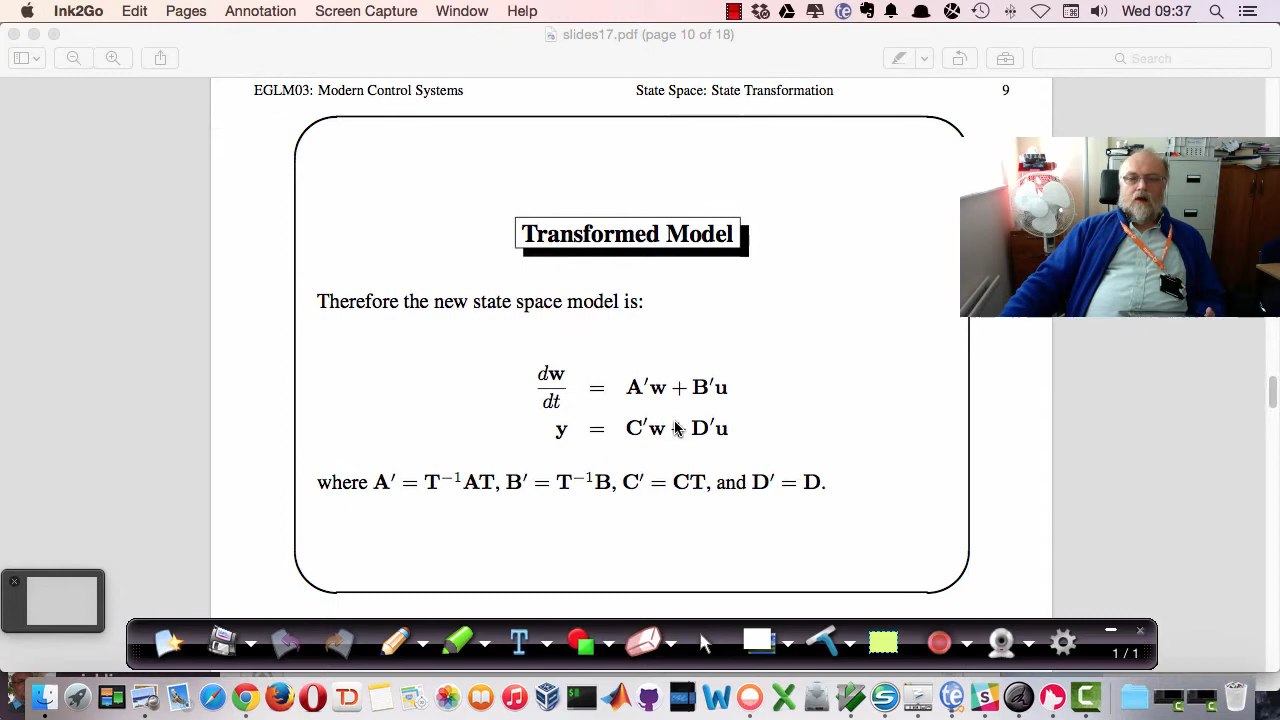 Ink2Go Edit Pages Annotation Screen Capture Window Help Wed 09:37
slides17.pdf (page 10 of 18)
Search
EGLM03: Modern Control Systems State Space: State Transformation 9
Transformed Model
Therefore the new state space model is:
dw/dt = A′w + B′u
y = C′w + D′u
where A′ = T⁻¹AT, B′ = T⁻¹B, C′ = CT, and D′ = D.
1 / 1